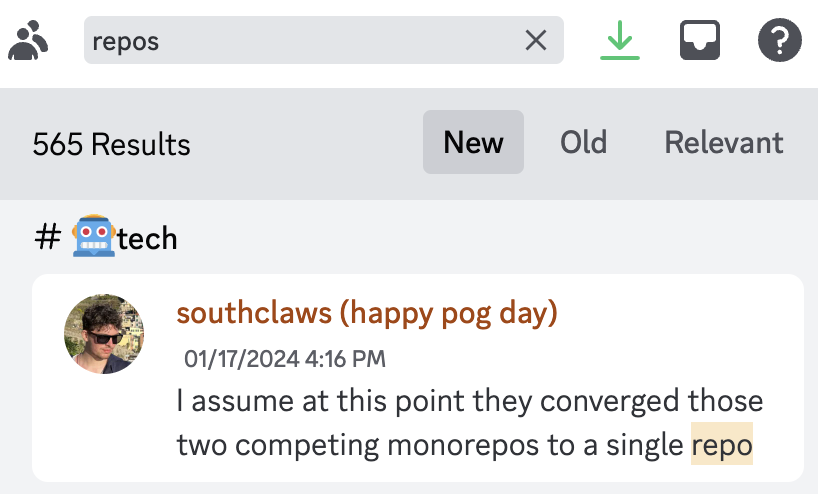 repos
565 Results
New
Old
Relevant
# 🤖tech
southclaws (happy pog day)
01/17/2024 4:16 PM
I assume at this point they converged those
two competing monorepos to a single repo